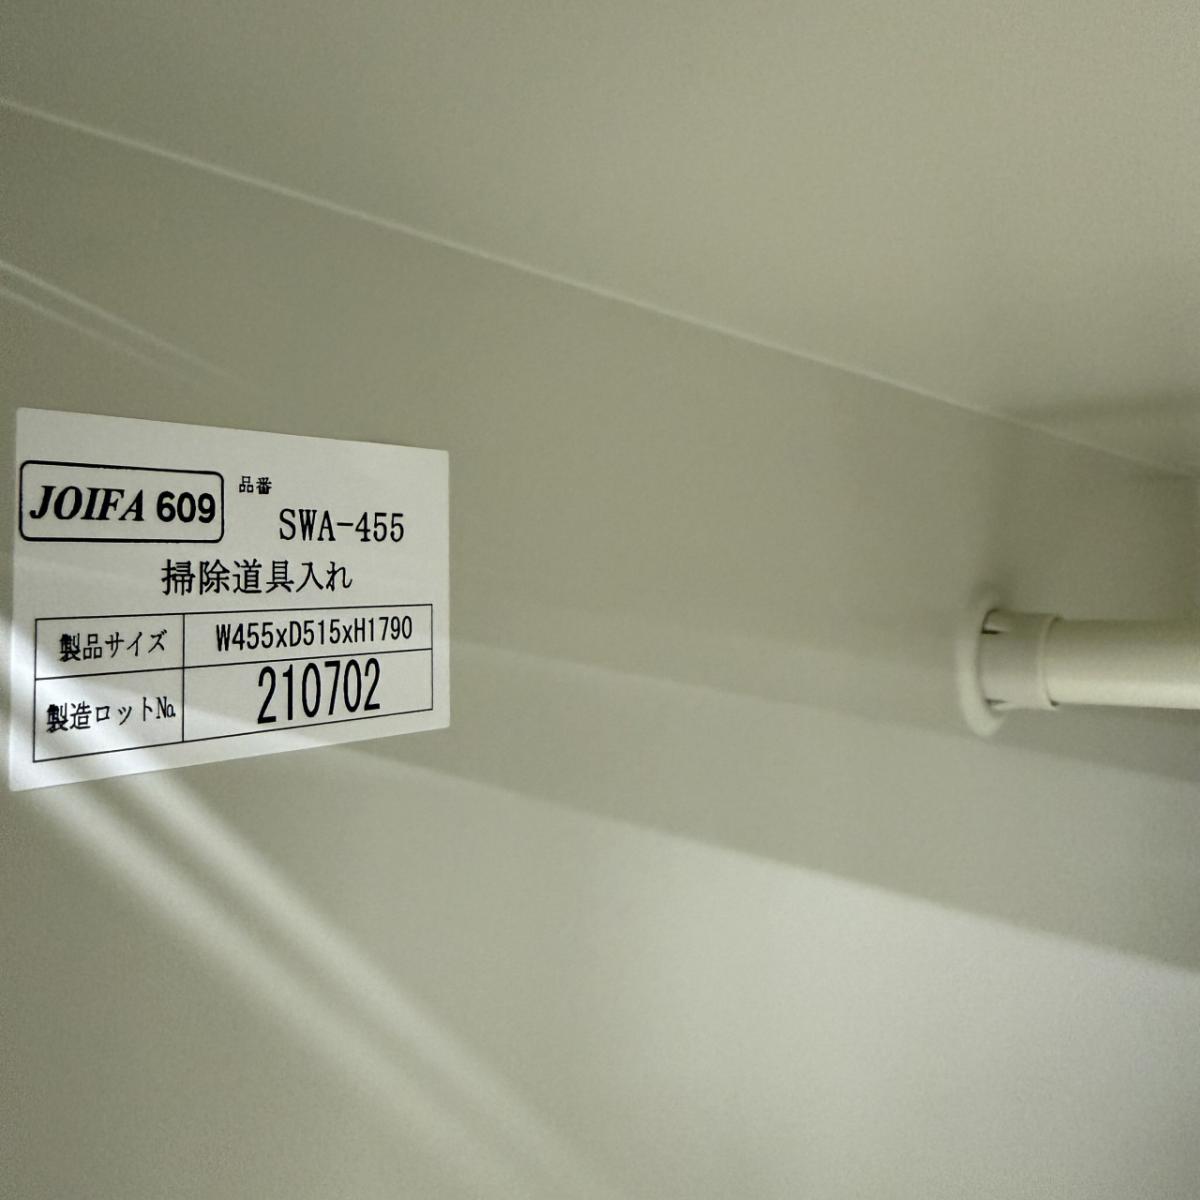 JOIFA 609
品番
SWA-455
掃除道具入れ
製品サイズ W455xD515xH1790
製造ロット№ 210702